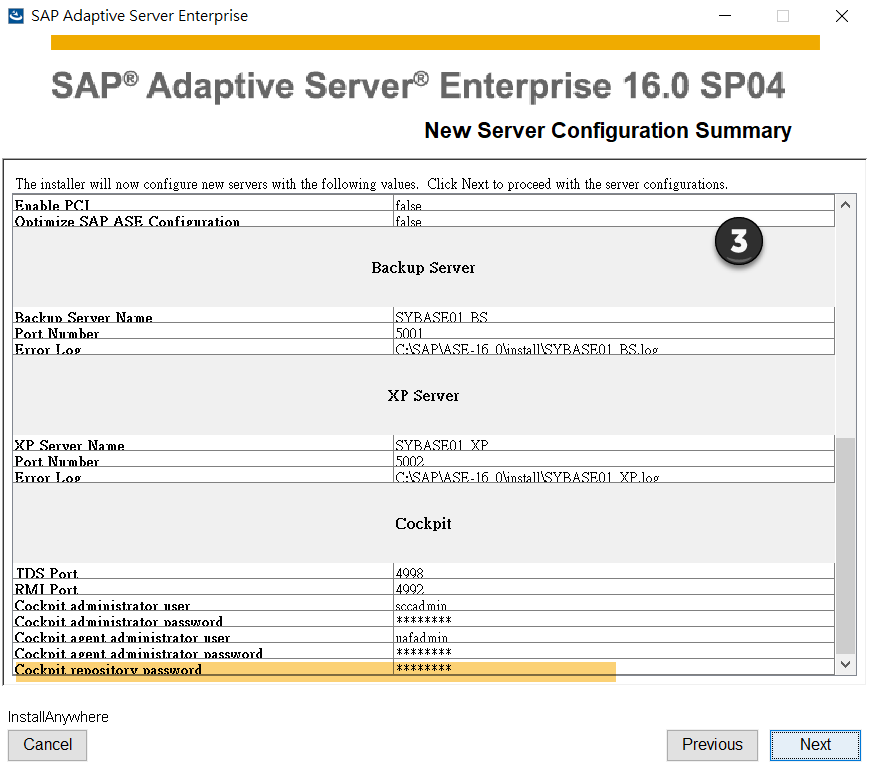 SAP Adaptive Server Enterprise
SAP® Adaptive Server® Enterprise 16.0 SP04
New Server Configuration Summary
The installer will now configure new servers with the following values. Click Next to proceed with the server configurations.
Enable PCI false
Optimize SAP ASE Configuration false
3
Backup Server
Backup Server Name SYBASE01_BS
Port Number 5001
Error Log C:\SAP\ASE-16_0\install\SYBASE01_BS.log
XP Server
XP Server Name SYBASE01_XP
Port Number 5002
Error Log C:\SAP\ASE-16_0\install\SYBASE01_XP.log
Cockpit
TDS Port 4998
RMI Port 4992
Cockpit administrator user sccadmin
Cockpit administrator password ********
Cockpit agent administrator user uafadmin
Cockpit agent administrator password ********
Cockpit repository password ********
InstallAnywhere
Cancel Previous Next